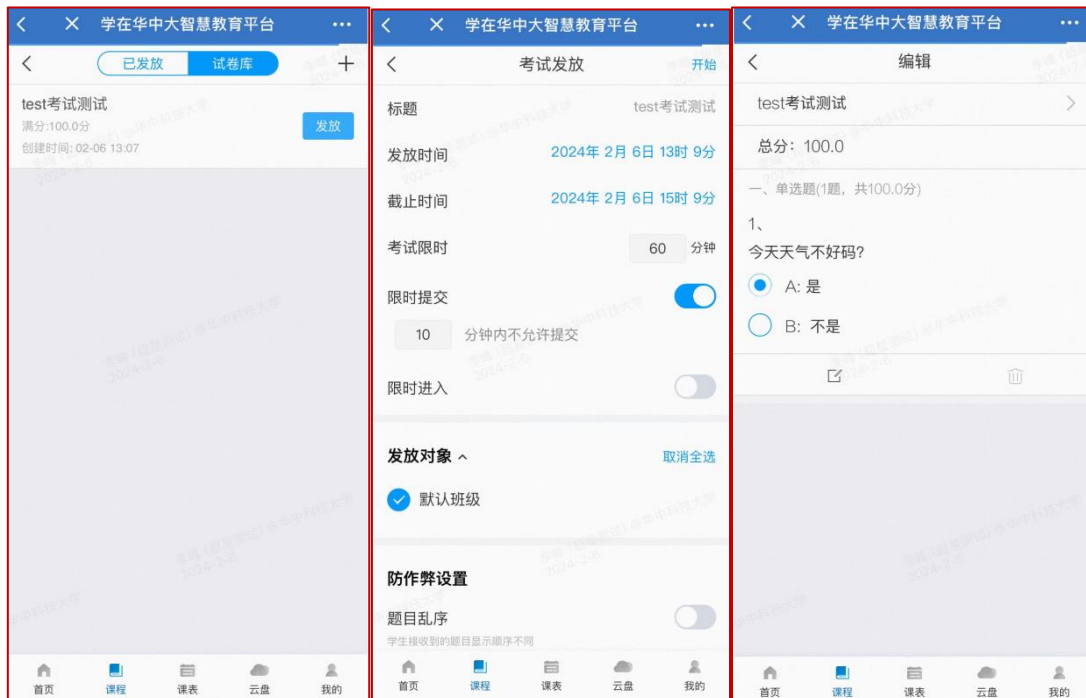 学在华中大智慧教育平台
已发放 试卷库
test考试测试
满分:100.0分
发放
创建时间: 02-06 13:07
首页 课程 课表 云盘 我的
学在华中大智慧教育平台
考试发放 开始
标题 test考试测试
发放时间 2024年 2月 6日 13时 9分
截止时间 2024年 2月 6日 15时 9分
考试限时 60 分钟
限时提交
10 分钟内不允许提交
限时进入
发放对象 取消全选
默认班级
防作弊设置
题目乱序
学生接收到的题目显示顺序不同
首页 课程 课表 云盘 我的
学在华中大智慧教育平台
编辑
test考试测试
总分：100.0
一、单选题(1题，共100.0分)
1、
今天天气不好码?
A: 是
B: 不是
首页 课程 课表 云盘 我的